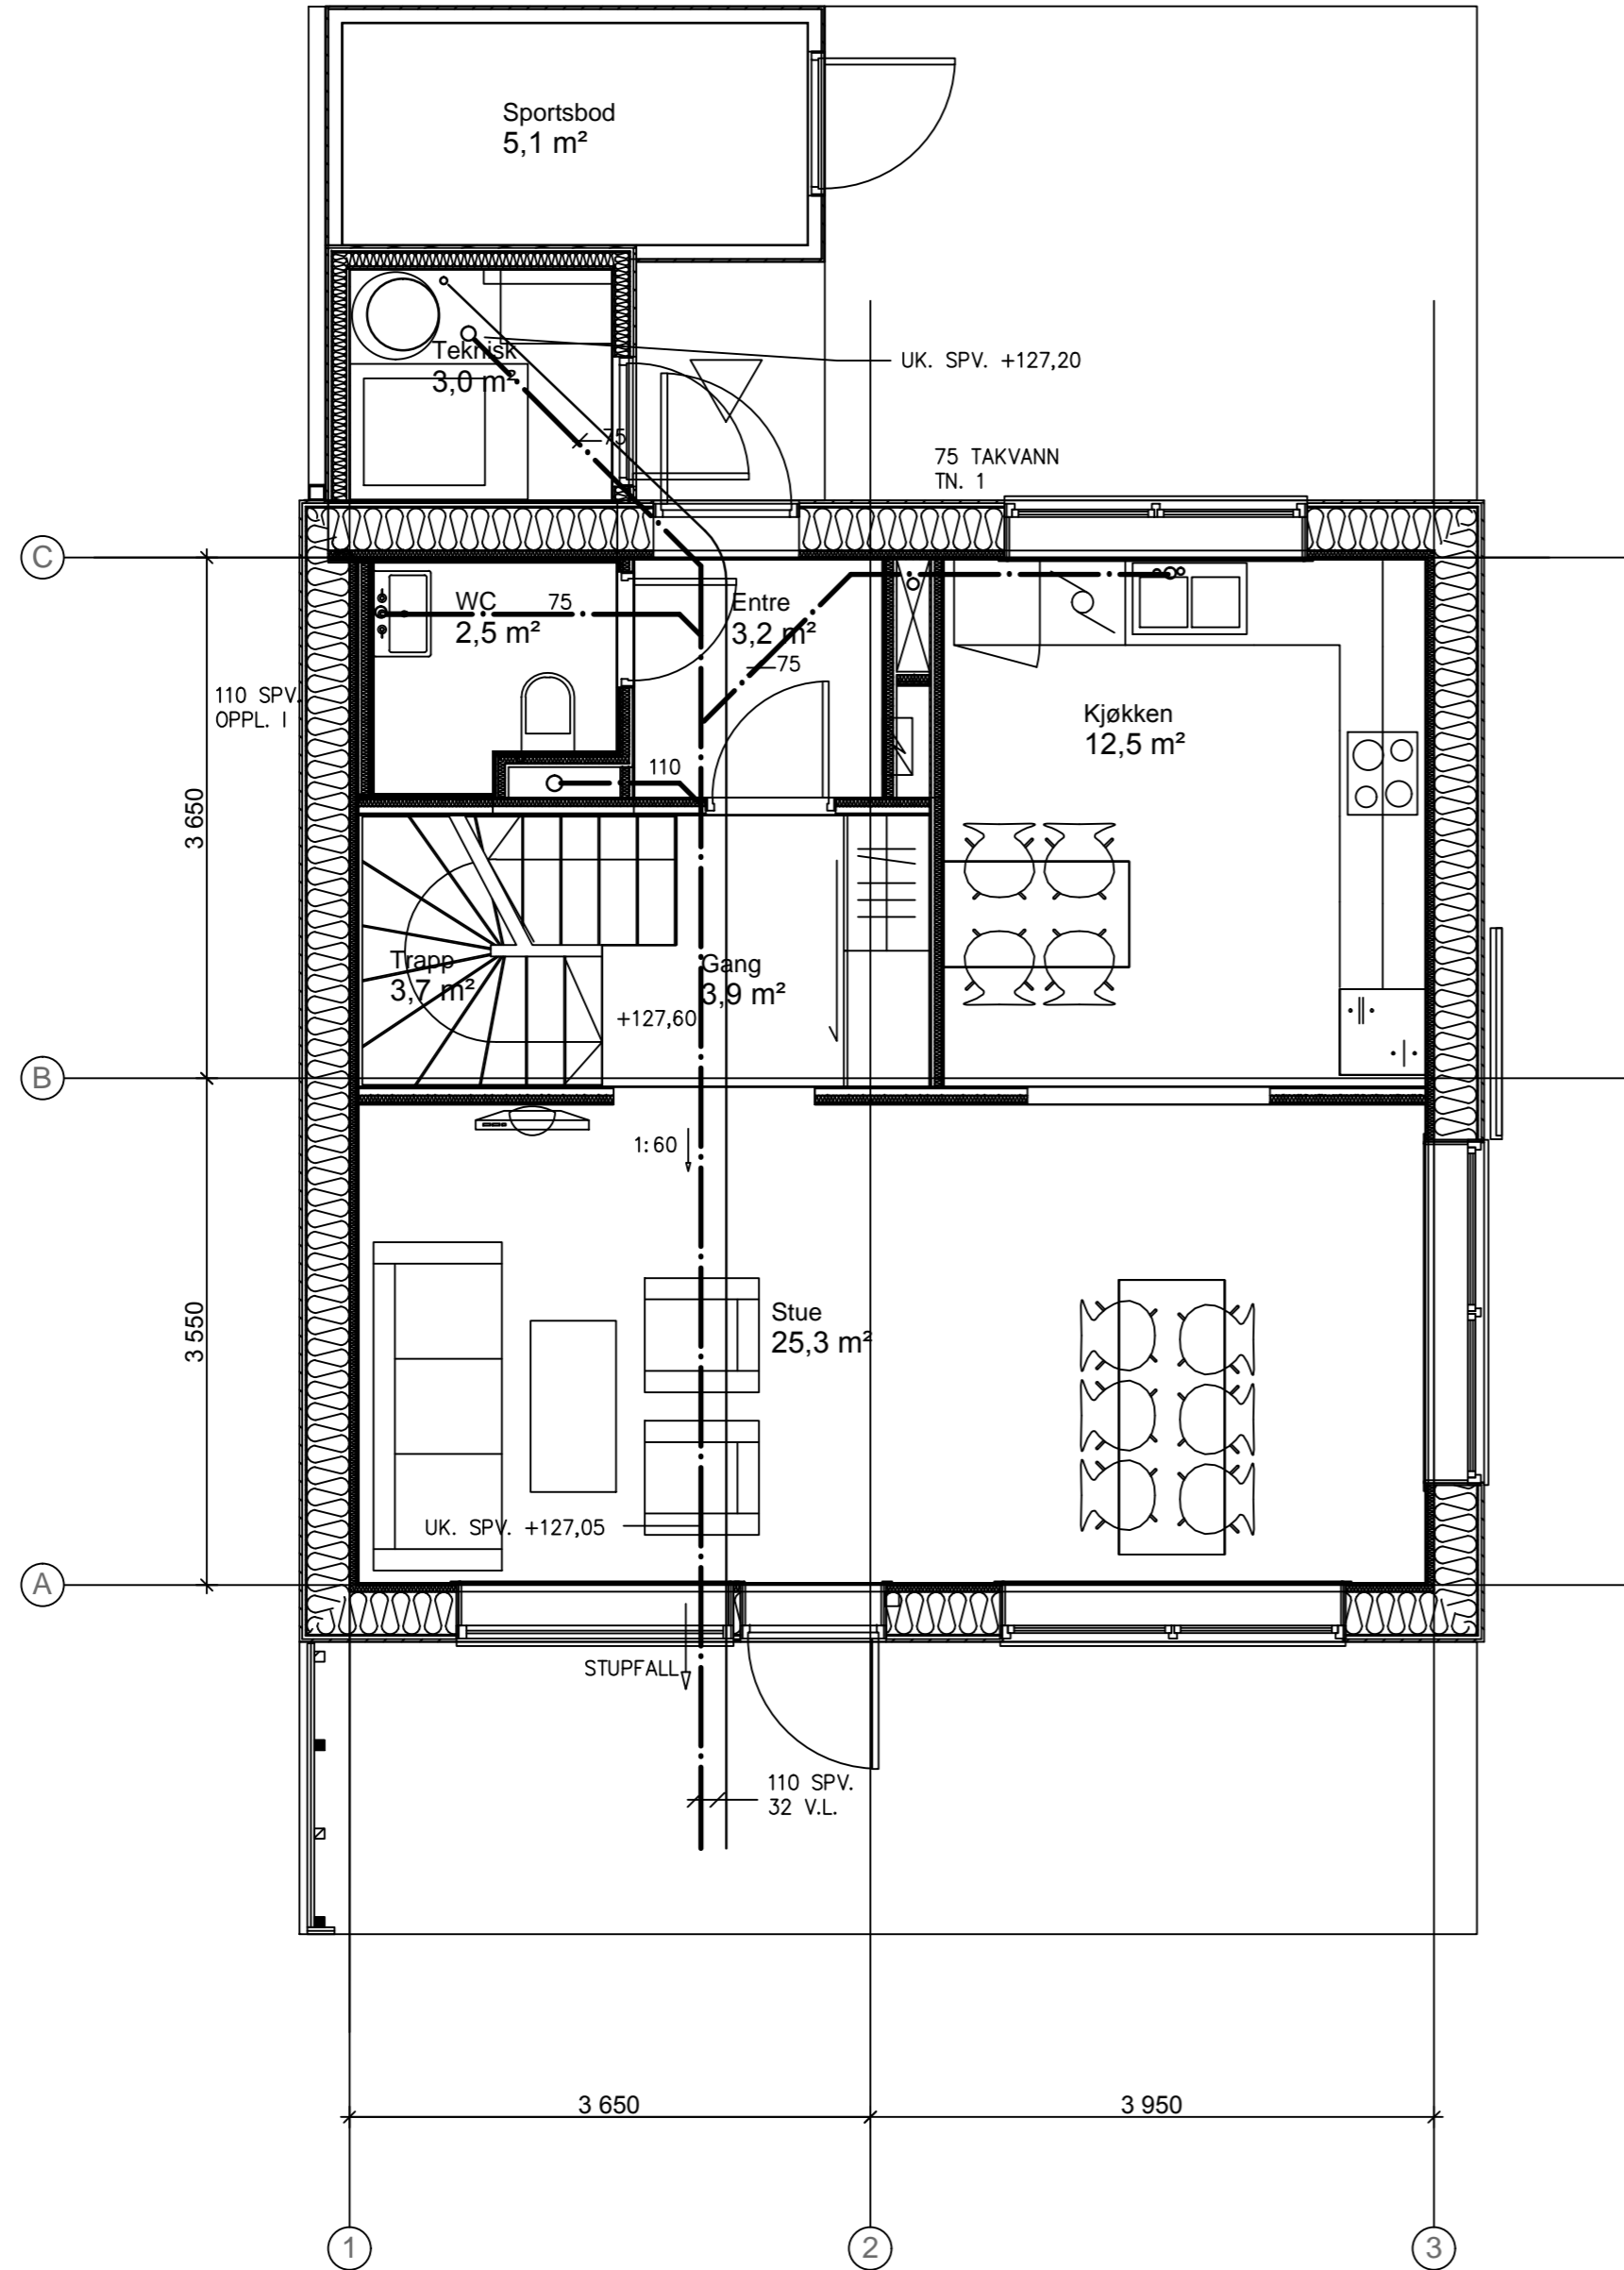 Sportsbod
5,1 m²
Teknisk
3,0 m²
UK. SPV. +127,20
75
75 TAKVANN
TN. 1
C
WC
2,5 m²
75
Entre
3,2 m²
75
110 SPV.
OPPL. I
Kjøkken
12,5 m²
110
3 650
Trapp
3,7 m²
Gang
3,9 m²
+127,60
B
1:60
3 550
Stue
25,3 m²
UK. SPV. +127,05
A
STUPFALL
110 SPV.
32 V.L.
3 650
3 950
1
2
3